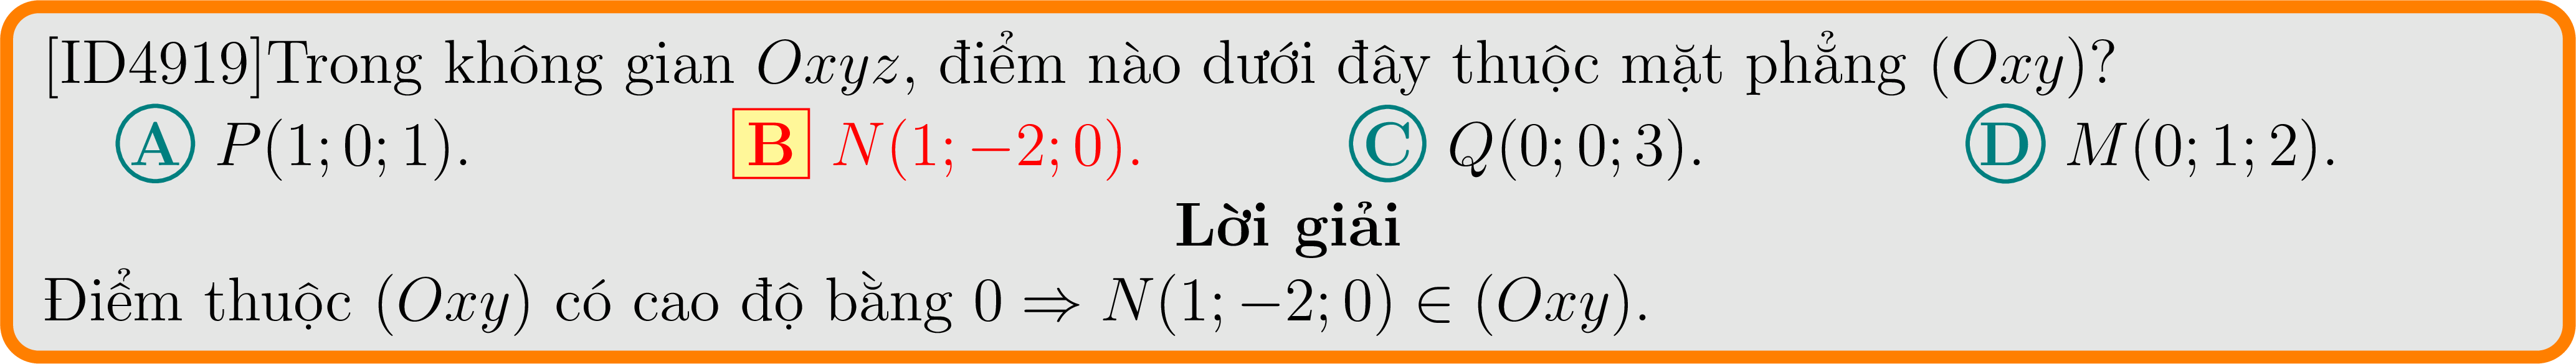 [ID4919]Trong không gian Oxyz, điểm nào dưới đây thuộc mặt phẳng (Oxy)?
A P(1; 0; 1). B N(1; −2; 0). C Q(0; 0; 3). D M(0; 1; 2).
Lời giải
Điểm thuộc (Oxy) có cao độ bằng 0 ⇒ N(1; −2; 0) ∈ (Oxy).